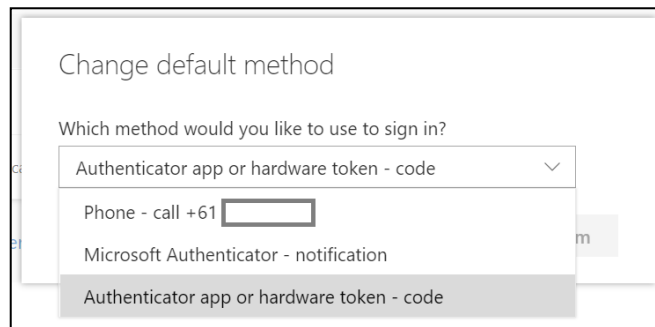 Change default method
Which method would you like to use to sign in?
Authenticator app or hardware token - code
Phone - call +61
Microsoft Authenticator - notification
m
Authenticator app or hardware token - code